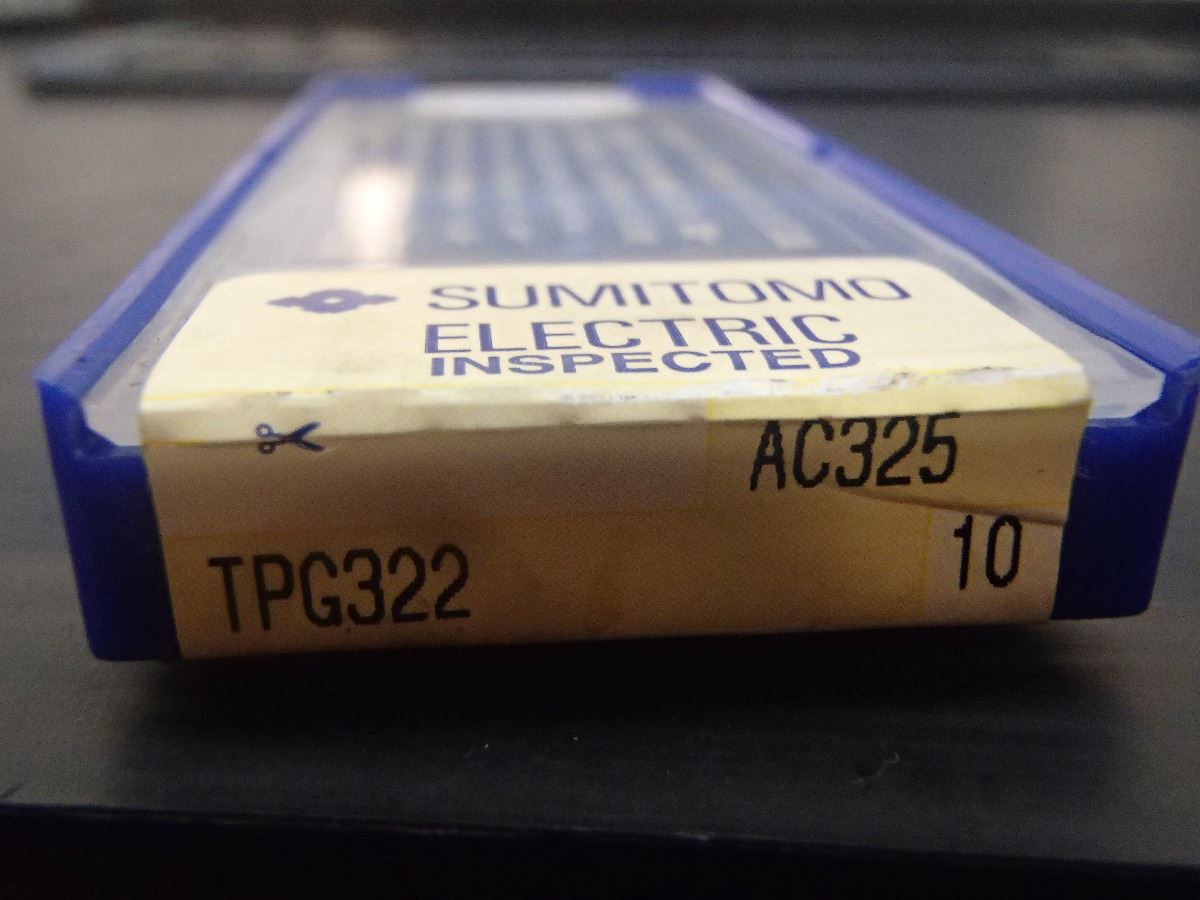 SUMITOMO
ELECTRIC
INSPECTED
AC325
10
TPG322